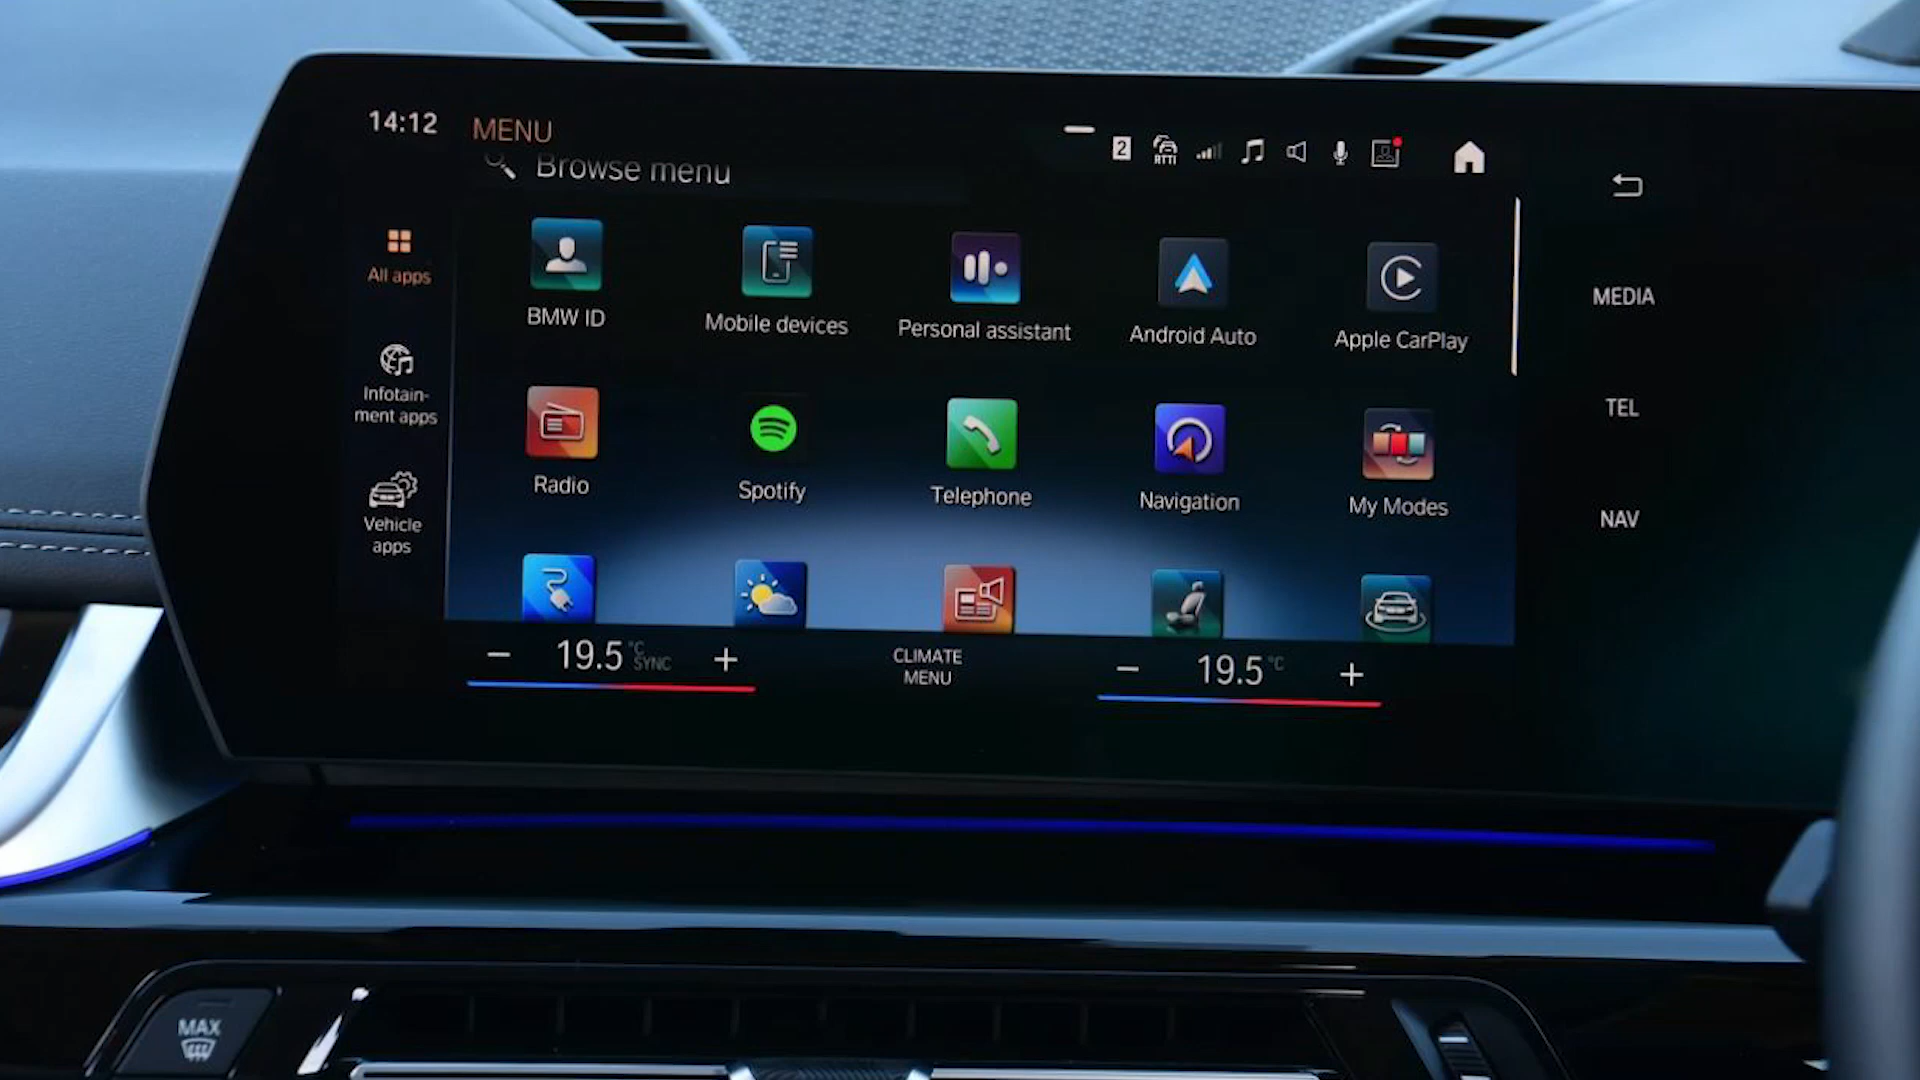 14:12 MENU
2 RTTI
Browse menu
All apps
Infotain-
ment apps
Vehicle
apps
BMW ID
Mobile devices
Personal assistant
Android Auto
Apple CarPlay
Radio
Spotify
Telephone
Navigation
My Modes
MEDIA
TEL
NAV
- 19.5 °C SYNC +
CLIMATE
MENU
- 19.5 °C +
MAX